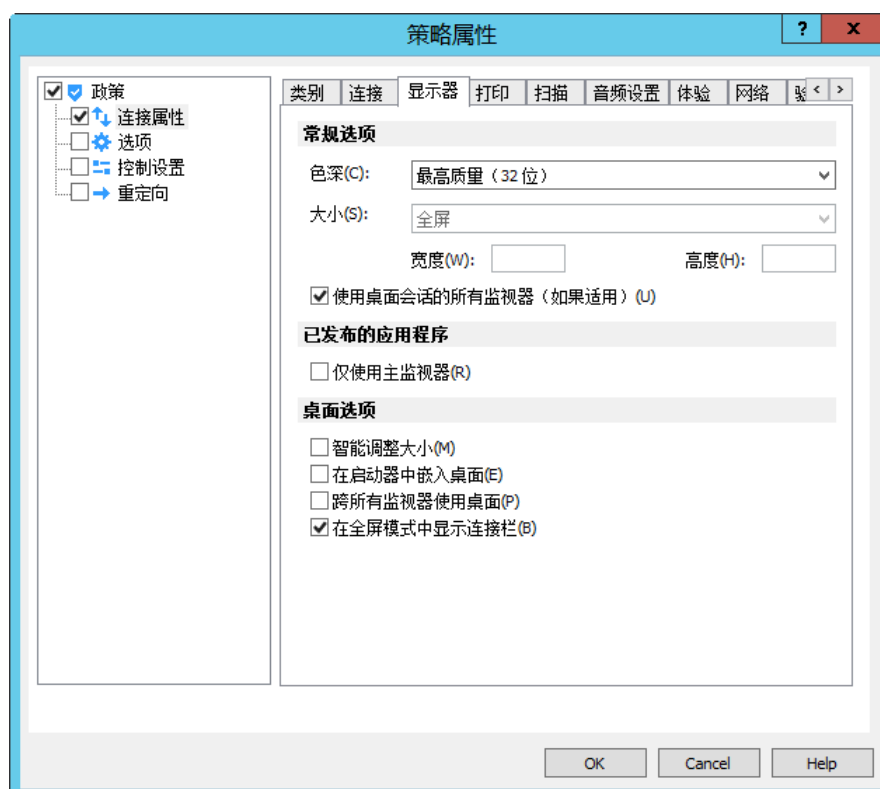 策略属性
?
x
政策
连接属性
选项
控制设置
重定向
类别 连接 显示器 打印 扫描 音频设置 体验 网络
常规选项
色深(C): 最高质量（32 位）
大小(S): 全屏
宽度(W): 高度(H):
使用桌面会话的所有监视器（如果适用）(U)
已发布的应用程序
仅使用主监视器(R)
桌面选项
智能调整大小(M)
在启动器中嵌入桌面(E)
跨所有监视器使用桌面(P)
在全屏模式中显示连接栏(B)
OK Cancel Help